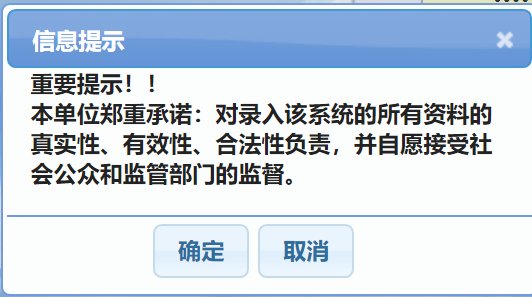 信息提示
重要提示！！
本单位郑重承诺：对录入该系统的所有资料的
真实性、有效性、合法性负责，并自愿接受社
会公众和监管部门的监督。
确定
取消